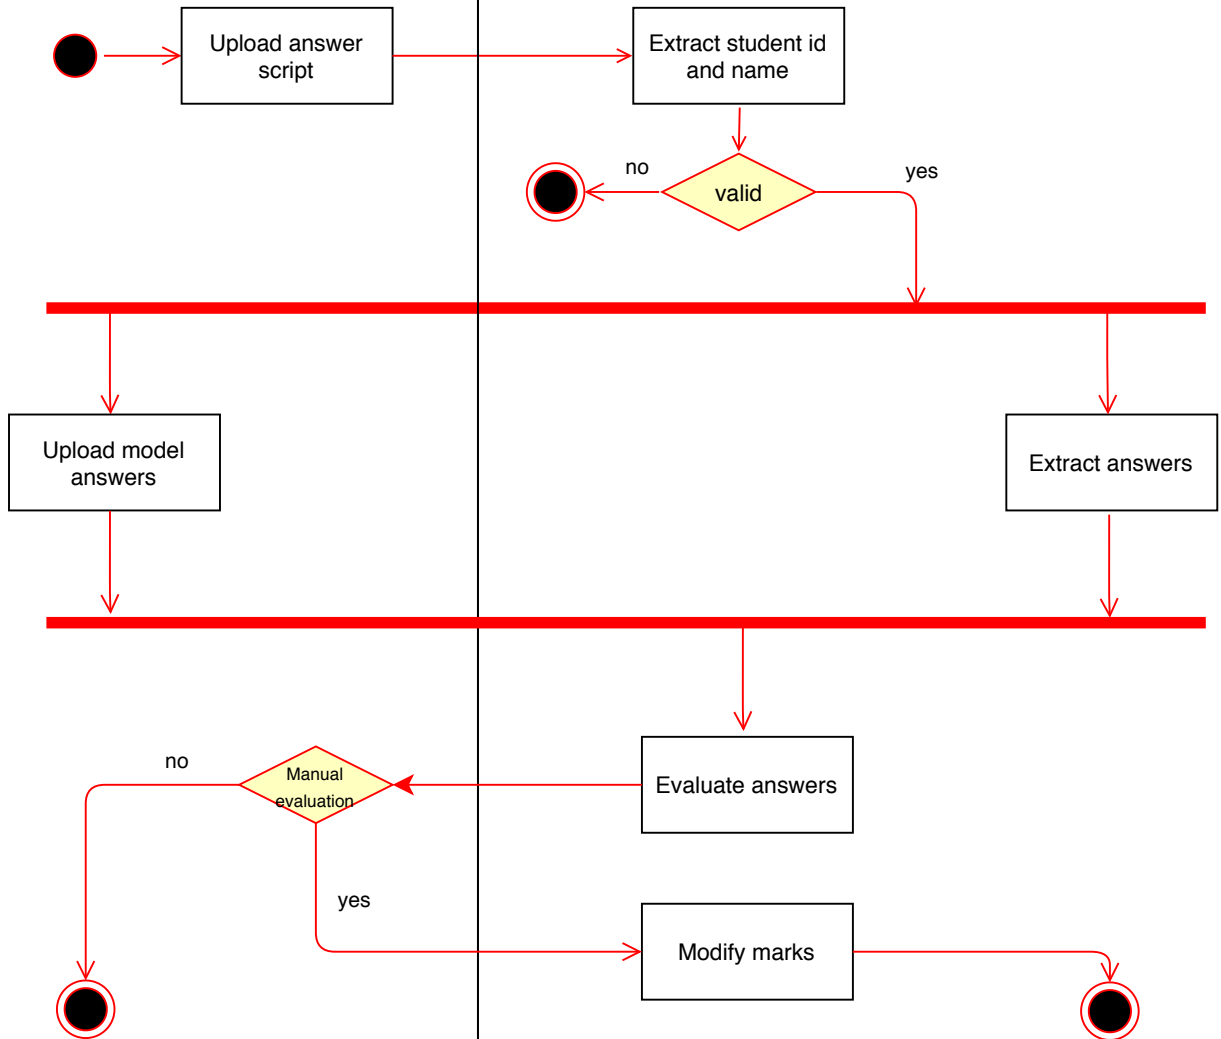 Upload answer
script
Extract student id
and name
no
valid
yes
Upload model
answers
Extract answers
no
Manual
evaluation
Evaluate answers
yes
Modify marks